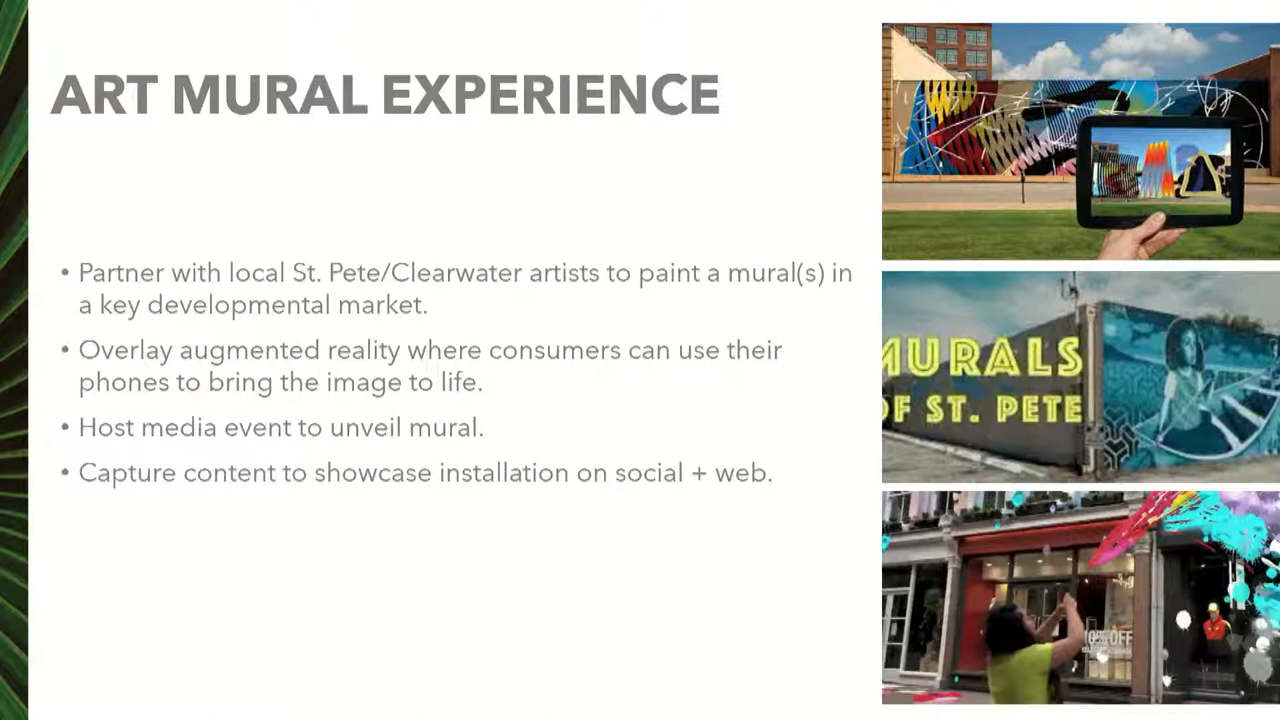 ART MURAL EXPERIENCE
• Partner with local St. Pete/Clearwater artists to paint a mural(s) in
a key developmental market.
• Overlay augmented reality where consumers can use their
phones to bring the image to life.
• Host media event to unveil mural.
• Capture content to showcase installation on social + web.
MURALS
OF ST. PETE
10% OFF